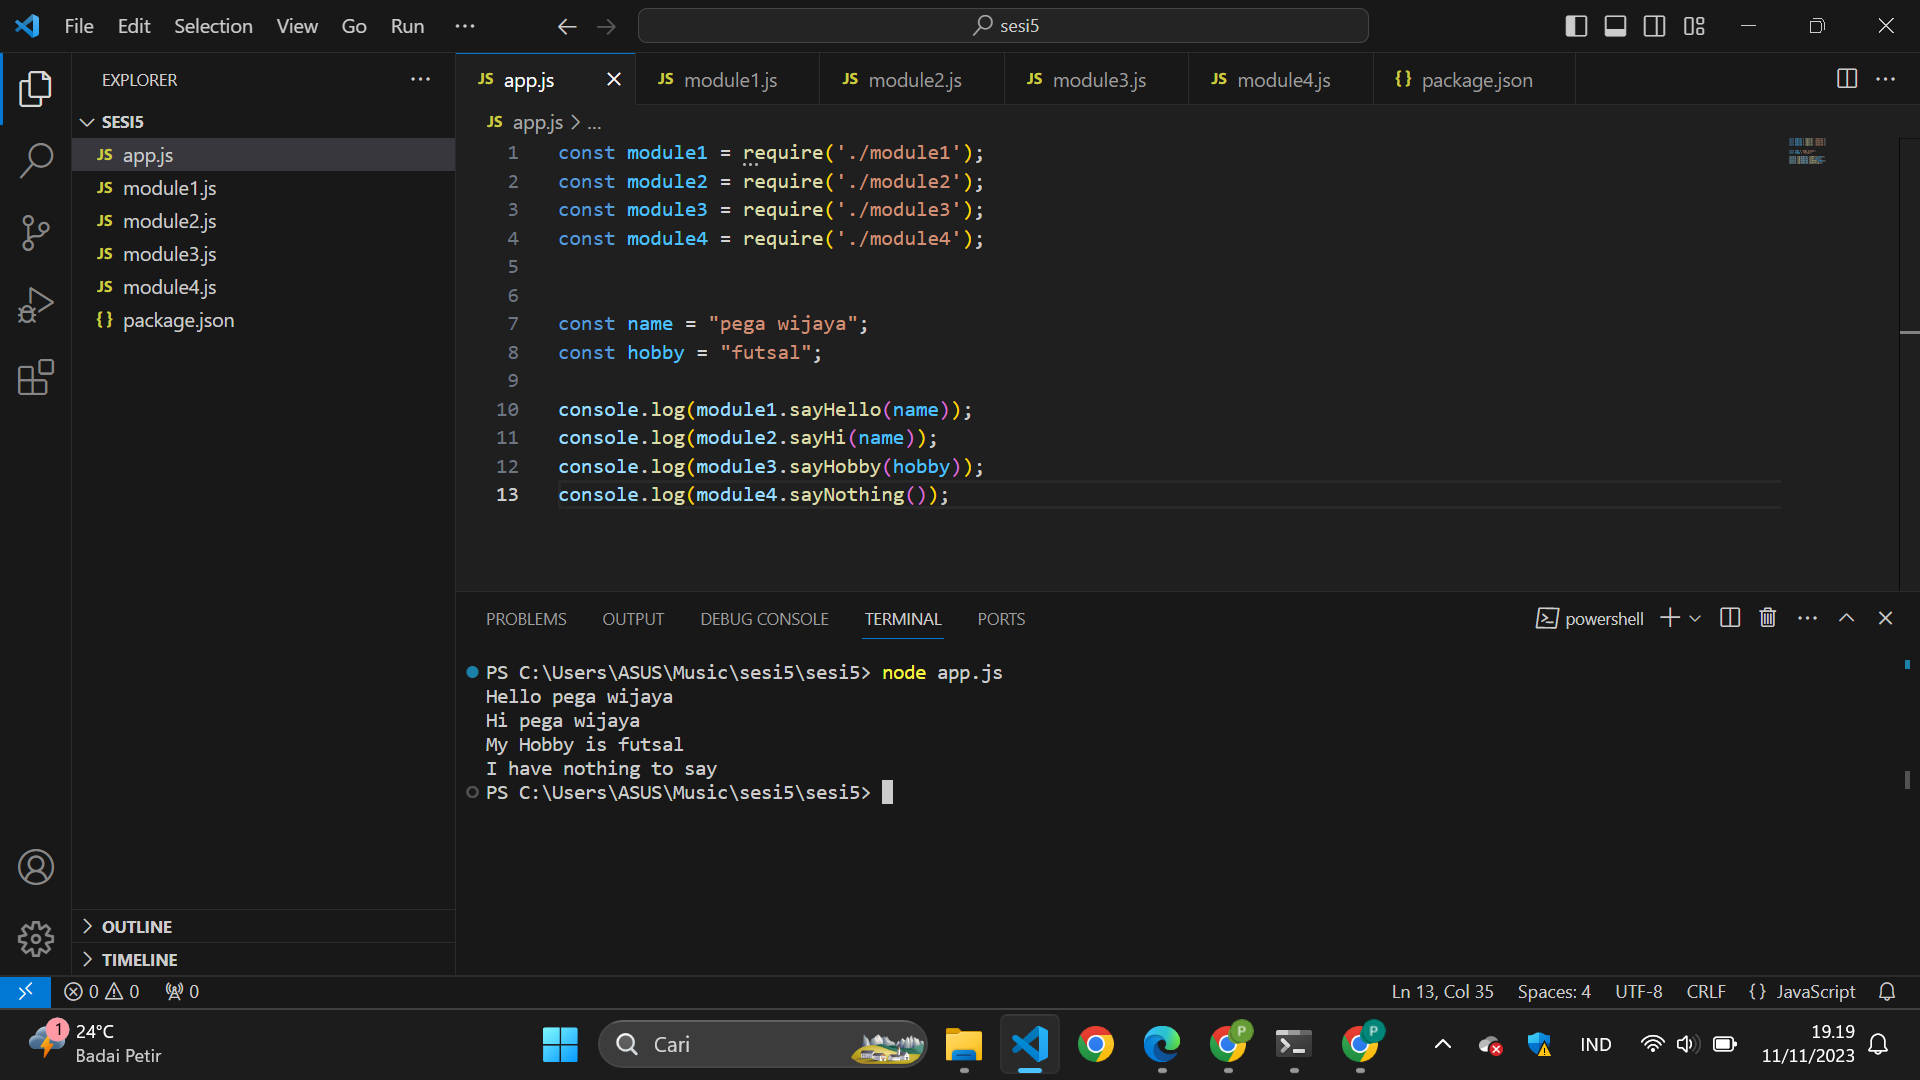 File Edit Selection View Go Run ··· sesi5
EXPLORER ···
SESI5
JS app.js
JS module1.js
JS module2.js
JS module3.js
JS module4.js
{} package.json
OUTLINE
TIMELINE
JS app.js JS module1.js JS module2.js JS module3.js JS module4.js {} package.json
JS app.js > ...
1 const module1 = require('./module1');
2 const module2 = require('./module2');
3 const module3 = require('./module3');
4 const module4 = require('./module4');
5
6
7 const name = "pega wijaya";
8 const hobby = "futsal";
9
10 console.log(module1.sayHello(name));
11 console.log(module2.sayHi(name));
12 console.log(module3.sayHobby(hobby));
13 console.log(module4.sayNothing());
PROBLEMS OUTPUT DEBUG CONSOLE TERMINAL PORTS powershell
PS C:\Users\ASUS\Music\sesi5\sesi5> node app.js
Hello pega wijaya
Hi pega wijaya
My Hobby is futsal
I have nothing to say
PS C:\Users\ASUS\Music\sesi5\sesi5>
0 0 0 Ln 13, Col 35 Spaces: 4 UTF-8 CRLF {} JavaScript
1 24°C
Badai Petir
Cari
P P
IND
19.19
11/11/2023